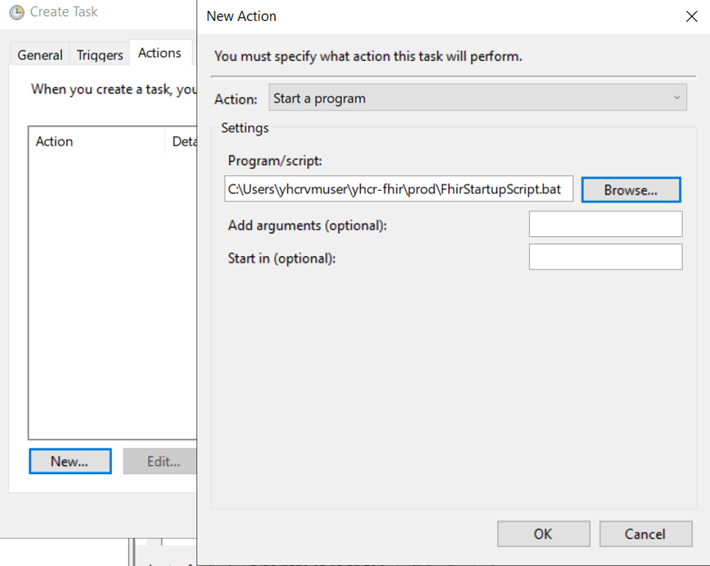 Create Task
New Action
General
Triggers
Actions
When you create a task, you
Action
Deta
New...
Edit...
You must specify what action this task will perform.
Action:
Start a program
Settings
Program/script:
C:\Users\yhcrvmuser\yhcr-fhir\prod\FhirStartupScript.bat
Browse...
Add arguments (optional):
Start in (optional):
OK
Cancel